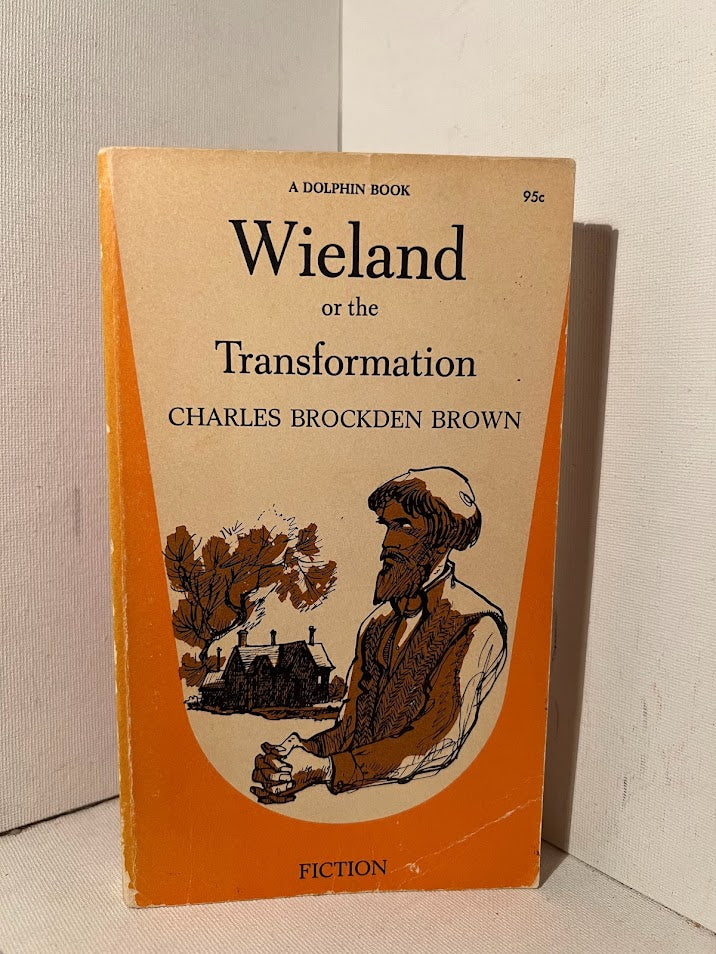 A DOLPHIN BOOK
95c
Wieland
or the
Transformation
CHARLES BROCKDEN BROWN
FICTION